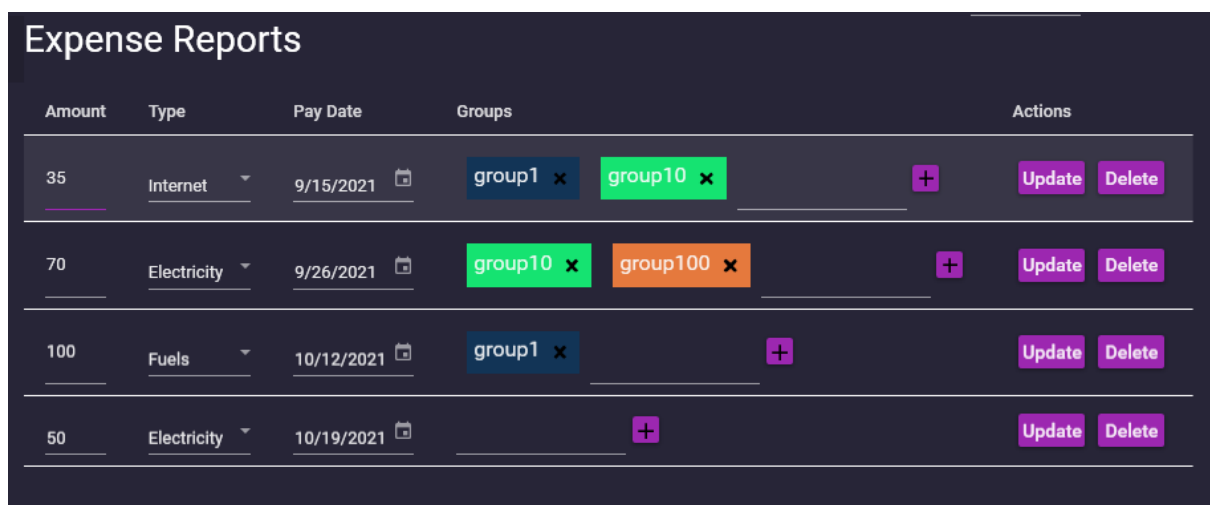 Expense Reports
Amount Type Pay Date Groups Actions
35 Internet 9/15/2021 group1 × group10 × + Update Delete
70 Electricity 9/26/2021 group10 × group100 × + Update Delete
100 Fuels 10/12/2021 group1 × + Update Delete
50 Electricity 10/19/2021 + Update Delete